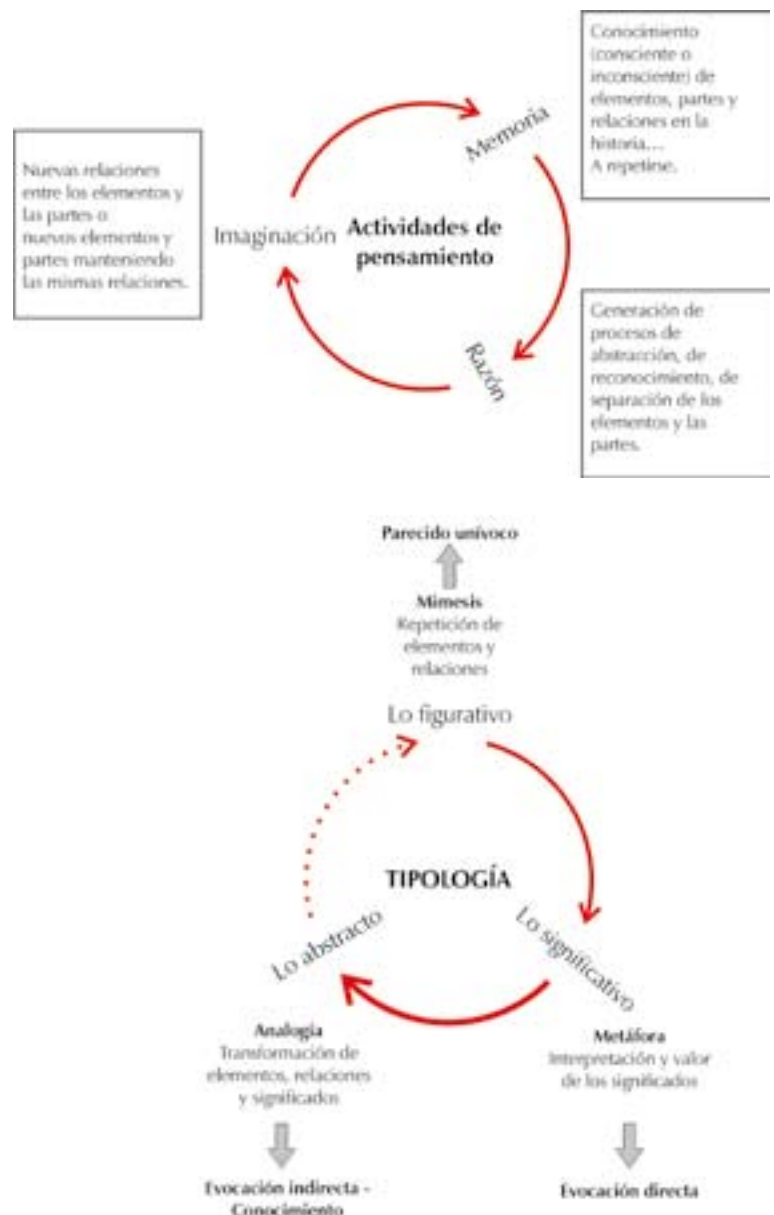 Conocimiento
(consciente o
inconsciente) de
elementos, partes y
relaciones en la
historia...
A repetirse.
Memoria
Nuevas relaciones
entre los elementos y
las partes o
nuevos elementos y
partes manteniendo
las mismas relaciones.
Imaginación
Actividades de
pensamiento
Razón
Generación de
procesos de
abstracción, de
reconocimiento, de
separación de los
elementos y las
partes.
Parecido unívoco
Mimesis
Repetición de
elementos y
relaciones
Lo figurativo
TIPOLOGÍA
Lo abstracto
Lo significativo
Analogía
Transformación de
elementos, relaciones
y significados
Metáfora
Interpretación y valor
de los significados
Evocación indirecta -
Conocimiento
Evocación directa